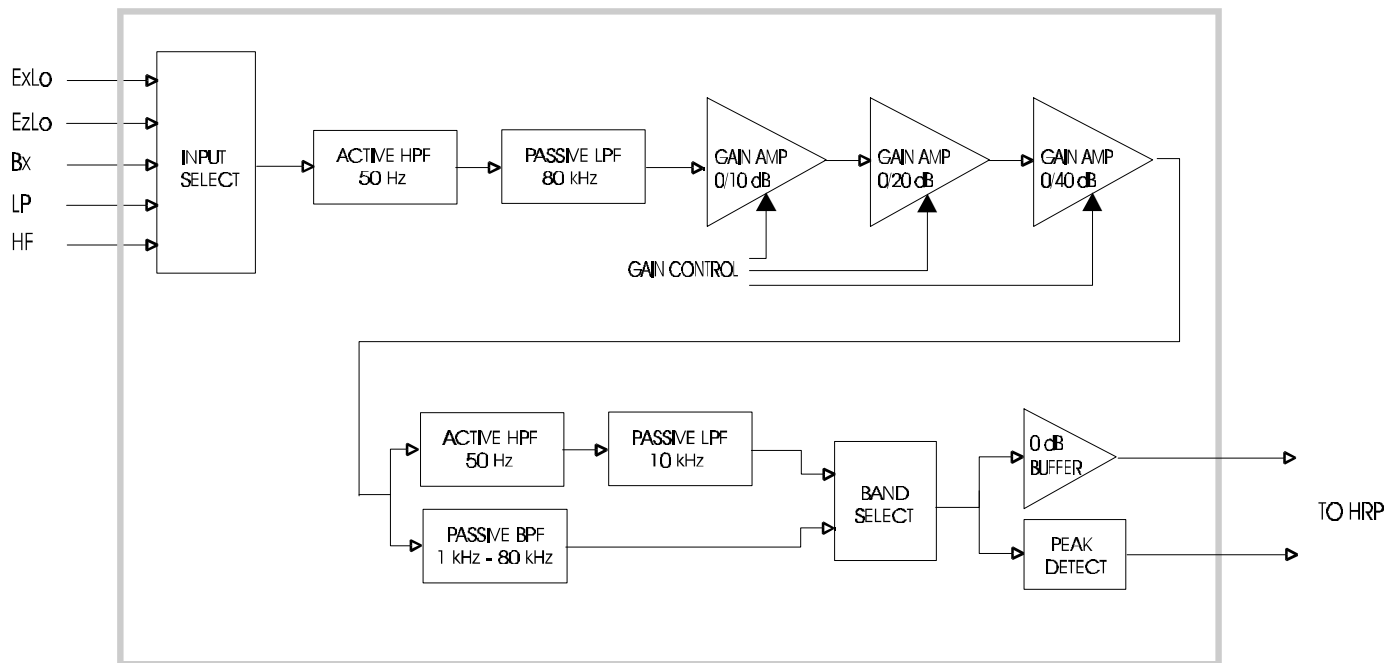 ExLo
EzLo
Bx
LP
HF
INPUT
SELECT
ACTIVE HPF
50 Hz
PASSIVE LPF
80 kHz
GAIN AMP
0/10 dB
GAIN AMP
0/20 dB
GAIN AMP
0/40 dB
GAIN CONTROL
ACTIVE HPF
50 Hz
PASSIVE LPF
10 kHz
PASSIVE BPF
1 kHz - 80 kHz
BAND
SELECT
0 dB
BUFFER
PEAK
DETECT
TO HRP